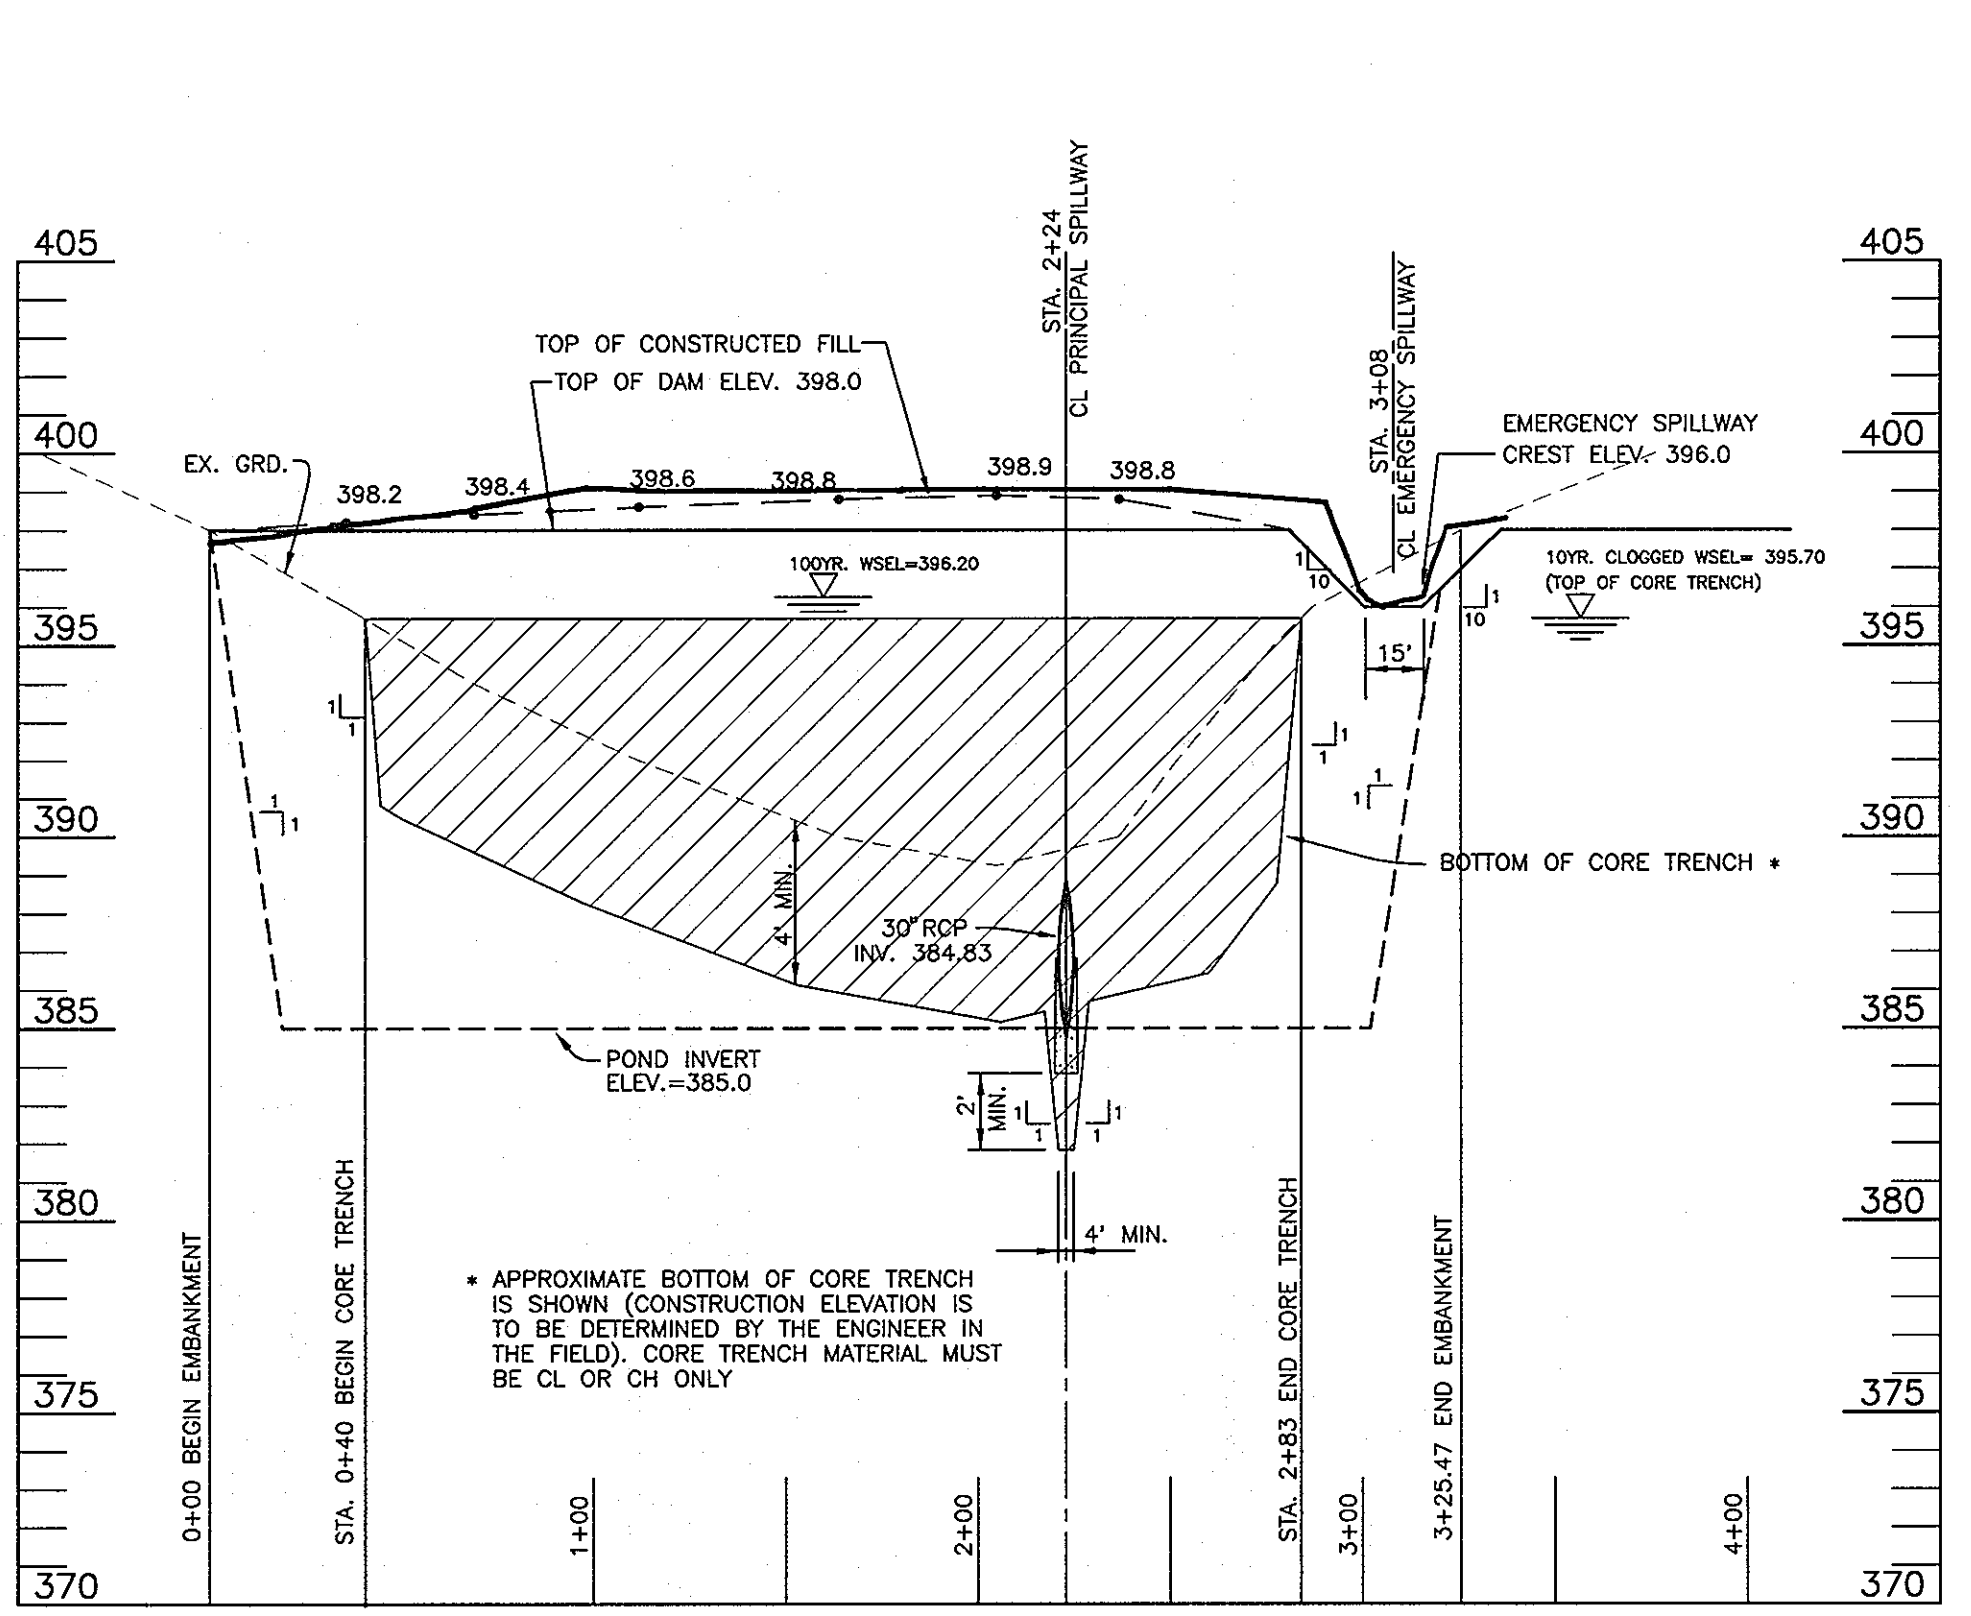 STA. 2+24
CL PRINCIPAL SPILLWAY
STA. 3+08
CL EMERGENCY SPILLWAY
405
405
TOP OF CONSTRUCTED FILL
TOP OF DAM ELEV. 398.0
EMERGENCY SPILLWAY
CREST ELEV. 396.0
400
400
EX. GRD.
398.2
398.4
398.6
398.8
398.9
398.8
100YR. WSEL=396.20
1
10
10YR. CLOGGED WSEL= 395.70
(TOP OF CORE TRENCH)
1
10
395
395
15'
1
1
1
1
1
1
1
1
390
390
4' MIN.
BOTTOM OF CORE TRENCH *
30" RCP
INV. 384.83
385
385
POND INVERT
ELEV.=385.0
2'
MIN.
1
1
1
1
380
380
4' MIN.
* APPROXIMATE BOTTOM OF CORE TRENCH
IS SHOWN (CONSTRUCTION ELEVATION IS
TO BE DETERMINED BY THE ENGINEER IN
THE FIELD). CORE TRENCH MATERIAL MUST
BE CL OR CH ONLY
375
375
0+00 BEGIN EMBANKMENT
STA. 0+40 BEGIN CORE TRENCH
1+00
2+00
STA. 2+83 END CORE TRENCH
3+00
3+25.47 END EMBANKMENT
4+00
370
370